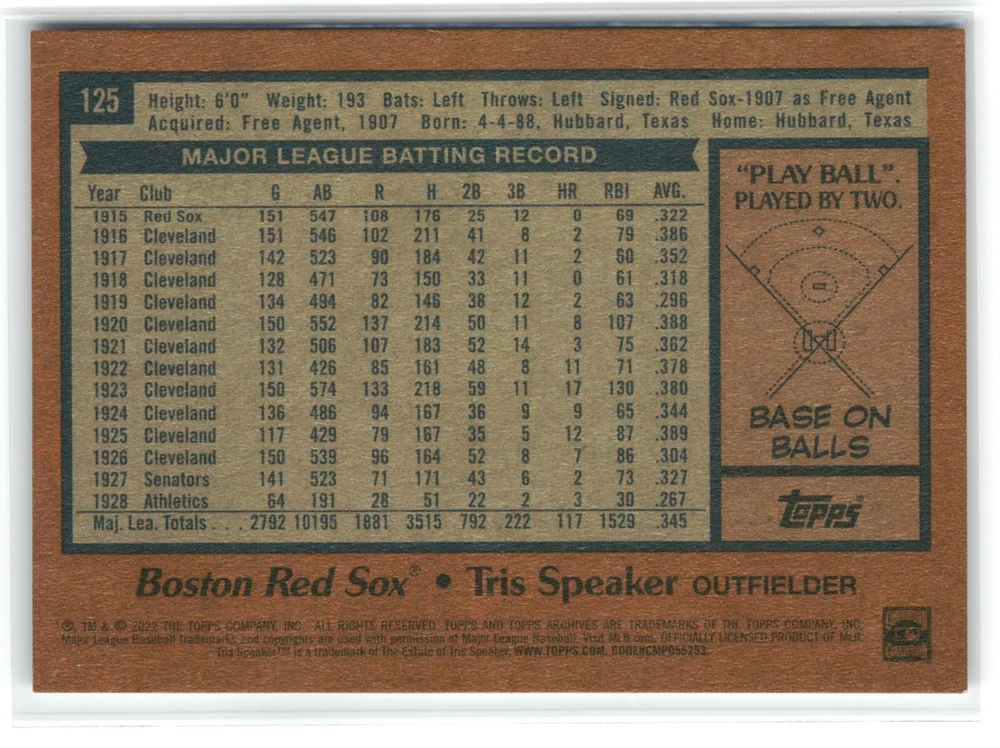 125
Height: 6'0" Weight: 193 Bats: Left Throws: Left Signed: Red Sox-1907 as Free Agent
Acquired: Free Agent, 1907 Born: 4-4-88, Hubbard, Texas Home: Hubbard, Texas
MAJOR LEAGUE BATTING RECORD
Year Club G AB R H 2B 3B HR RBI AVG.
1915 Red Sox 151 547 108 176 25 12 0 69 .322
1916 Cleveland 151 546 102 211 41 8 2 79 .386
1917 Cleveland 142 523 90 184 42 11 2 60 .352
1918 Cleveland 128 471 73 150 33 11 0 61 .318
1919 Cleveland 134 494 82 146 38 12 2 63 .296
1920 Cleveland 150 552 137 214 50 11 8 107 .388
1921 Cleveland 132 506 107 183 52 14 3 75 .362
1922 Cleveland 131 426 85 161 48 8 11 71 .378
1923 Cleveland 150 574 133 218 59 11 17 130 .380
1924 Cleveland 136 486 94 167 36 9 9 65 .344
1925 Cleveland 117 429 79 167 35 5 12 87 .389
1926 Cleveland 150 539 96 164 52 8 7 86 .304
1927 Senators 141 523 71 171 43 6 2 73 .327
1928 Athletics 64 191 28 51 22 2 3 30 .267
Maj. Lea. Totals . . . 2792 10195 1881 3515 792 222 117 1529 .345
"PLAY BALL".
PLAYED BY TWO.
BASE ON
BALLS
topps®
Boston Red Sox® • Tris Speaker OUTFIELDER
®, TM & © 2022 THE TOPPS COMPANY, INC. ALL RIGHTS RESERVED. TOPPS AND TOPPS ARCHIVES ARE TRADEMARKS OF THE TOPPS COMPANY, INC.
Major League Baseball trademarks and copyrights are used with permission of Major League Baseball. Visit MLB.com. OFFICIALLY LICENSED PRODUCT OF MLB.
Tris Speaker™ is a trademark of The Estate of Tris Speaker. WWW.TOPPS.COM. CODE#CMP055253